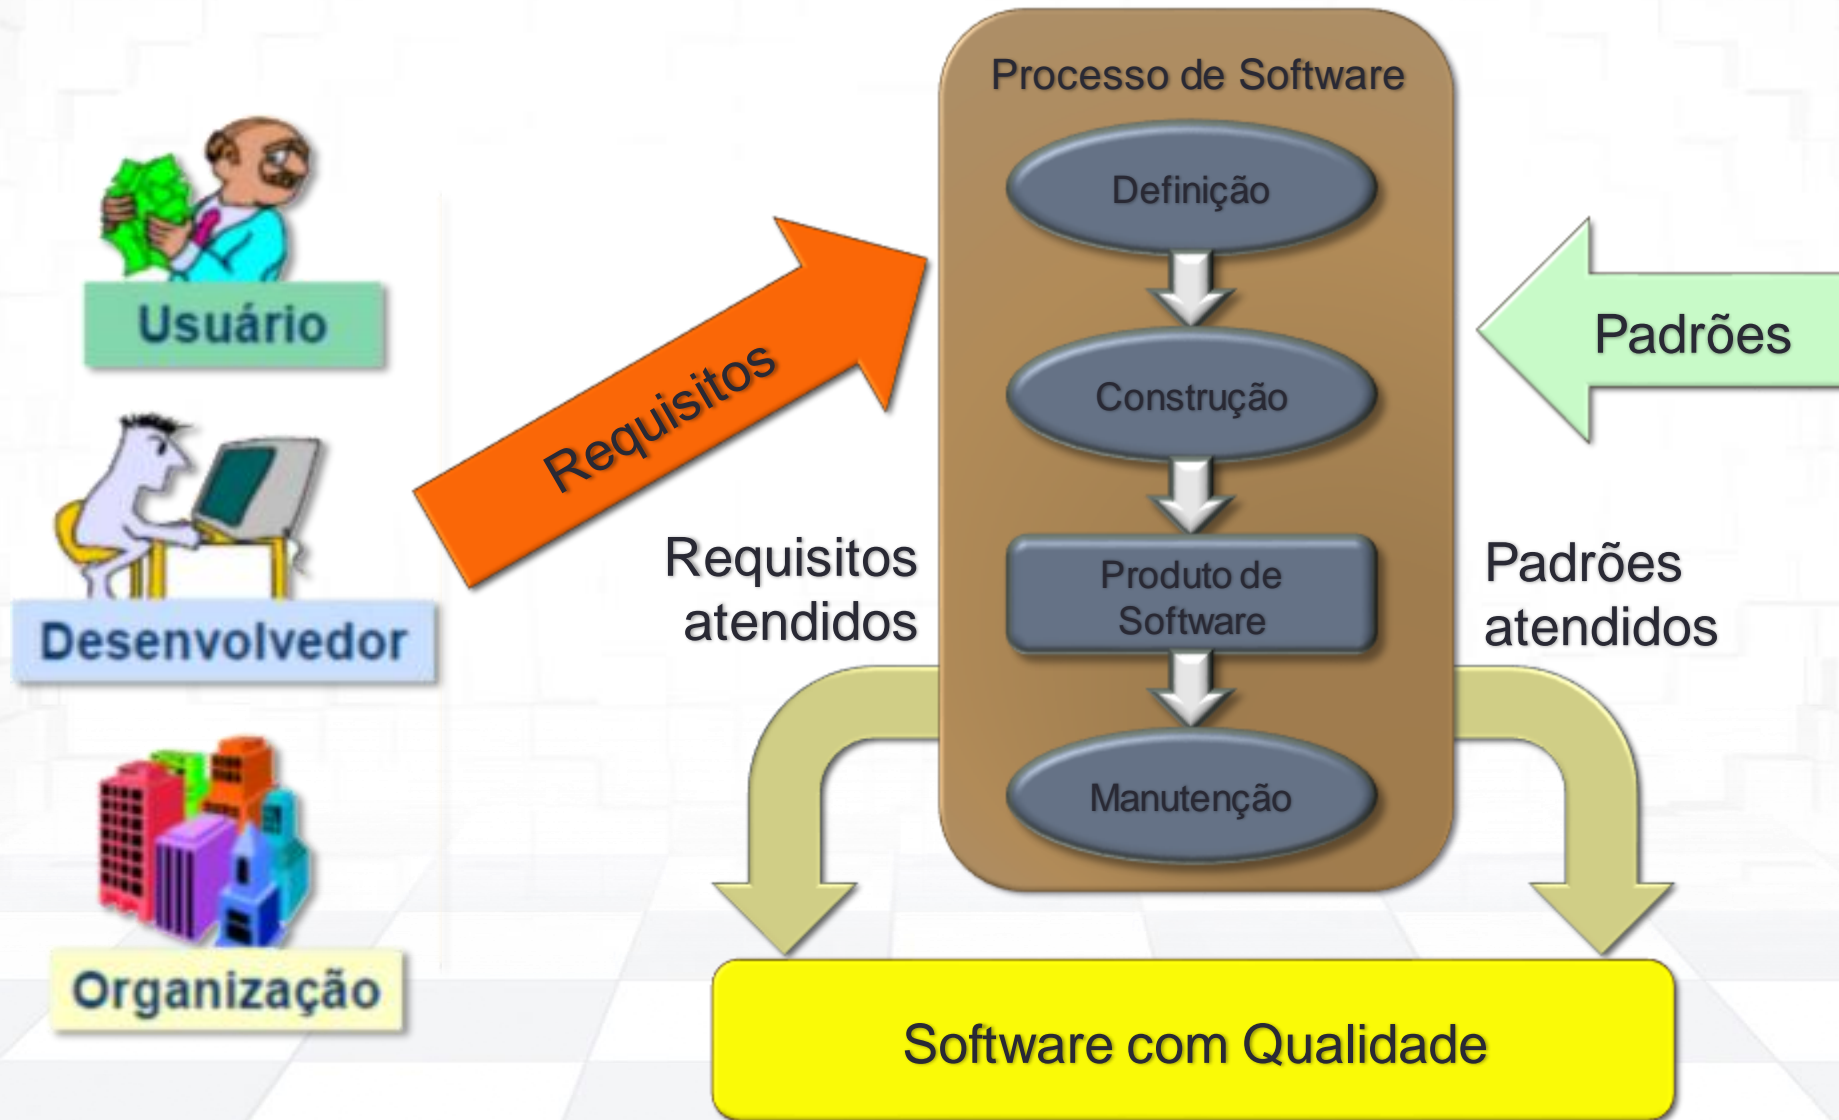 Processo de Software
Definição
Usuário
Requisitos
Padrões
Construção
Requisitos
atendidos
Produto de
Software
Padrões
atendidos
Desenvolvedor
Manutenção
Organização
Software com Qualidade